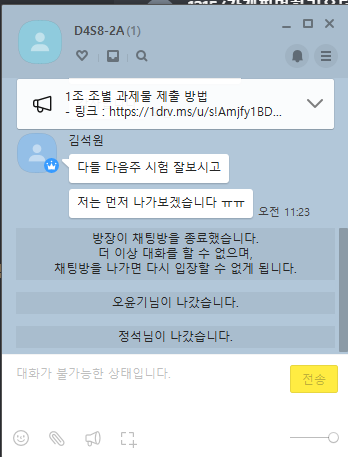 D4S8-2A
1조 조별 과제물 제출 방법
- 링크 : https://1drv.ms/u/s!Amjfy1BD...
김석원
다들 다음주 시험 잘보시고
저는 먼저 나가보겠습니다 ㅠㅠ
오전 11:23
방장이 채팅방을 종료했습니다.
더 이상 대화를 할 수 없으며,
채팅방을 나가면 다시 입장할 수 없게 됩니다.
오윤기님이 나갔습니다.
정석님이 나갔습니다.
대화가 불가능한 상태입니다.
전송